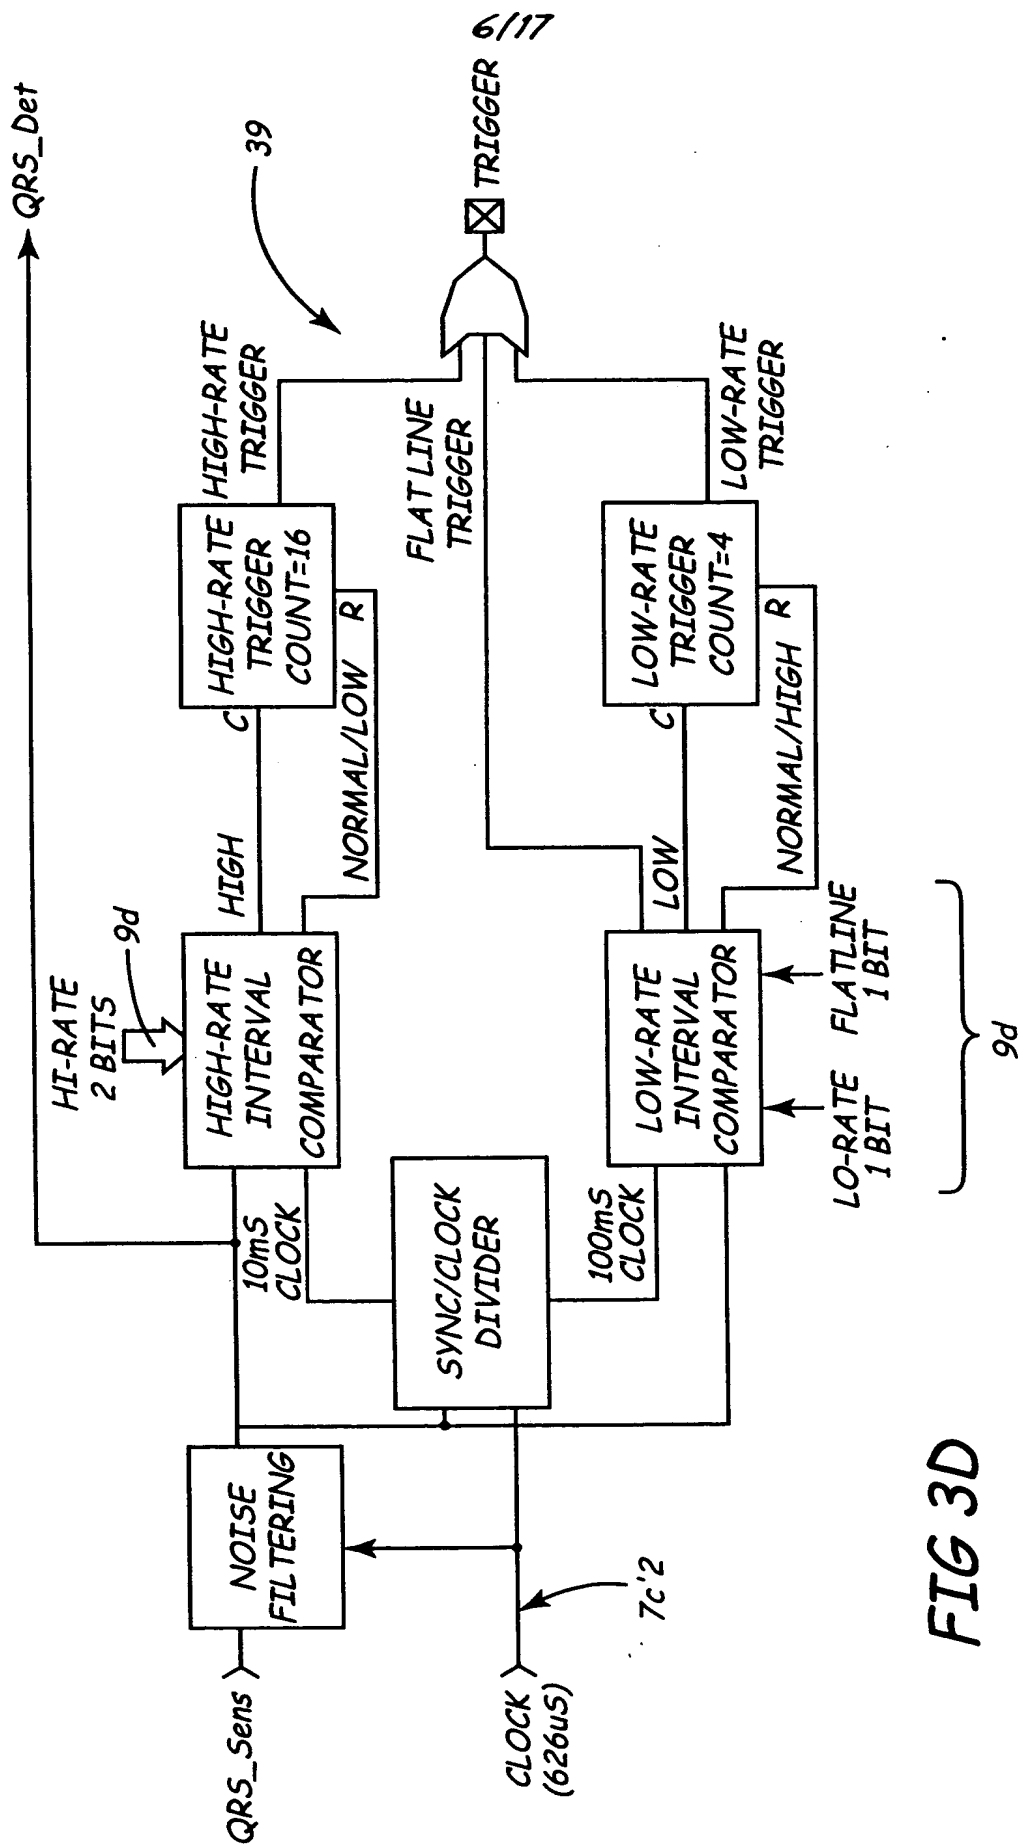 6/17
QRS_Det
39
HI-RATE
2 BITS
9d
HIGH-RATE
INTERVAL
COMPARATOR
HIGH
NORMAL/LOW
C
R
HIGH-RATE
TRIGGER
COUNT=16
HIGH-RATE
TRIGGER
FLAT LINE
TRIGGER
TRIGGER
QRS_Sens
NOISE
FILTERING
10mS
CLOCK
SYNC/CLOCK
DIVIDER
100mS
CLOCK
CLOCK
(626uS)
7c'2
LOW-RATE
INTERVAL
COMPARATOR
LOW
NORMAL/HIGH
C
R
LOW-RATE
TRIGGER
COUNT=4
LOW-RATE
TRIGGER
LO-RATE
1 BIT
FLATLINE
1 BIT
9d
FIG 3D